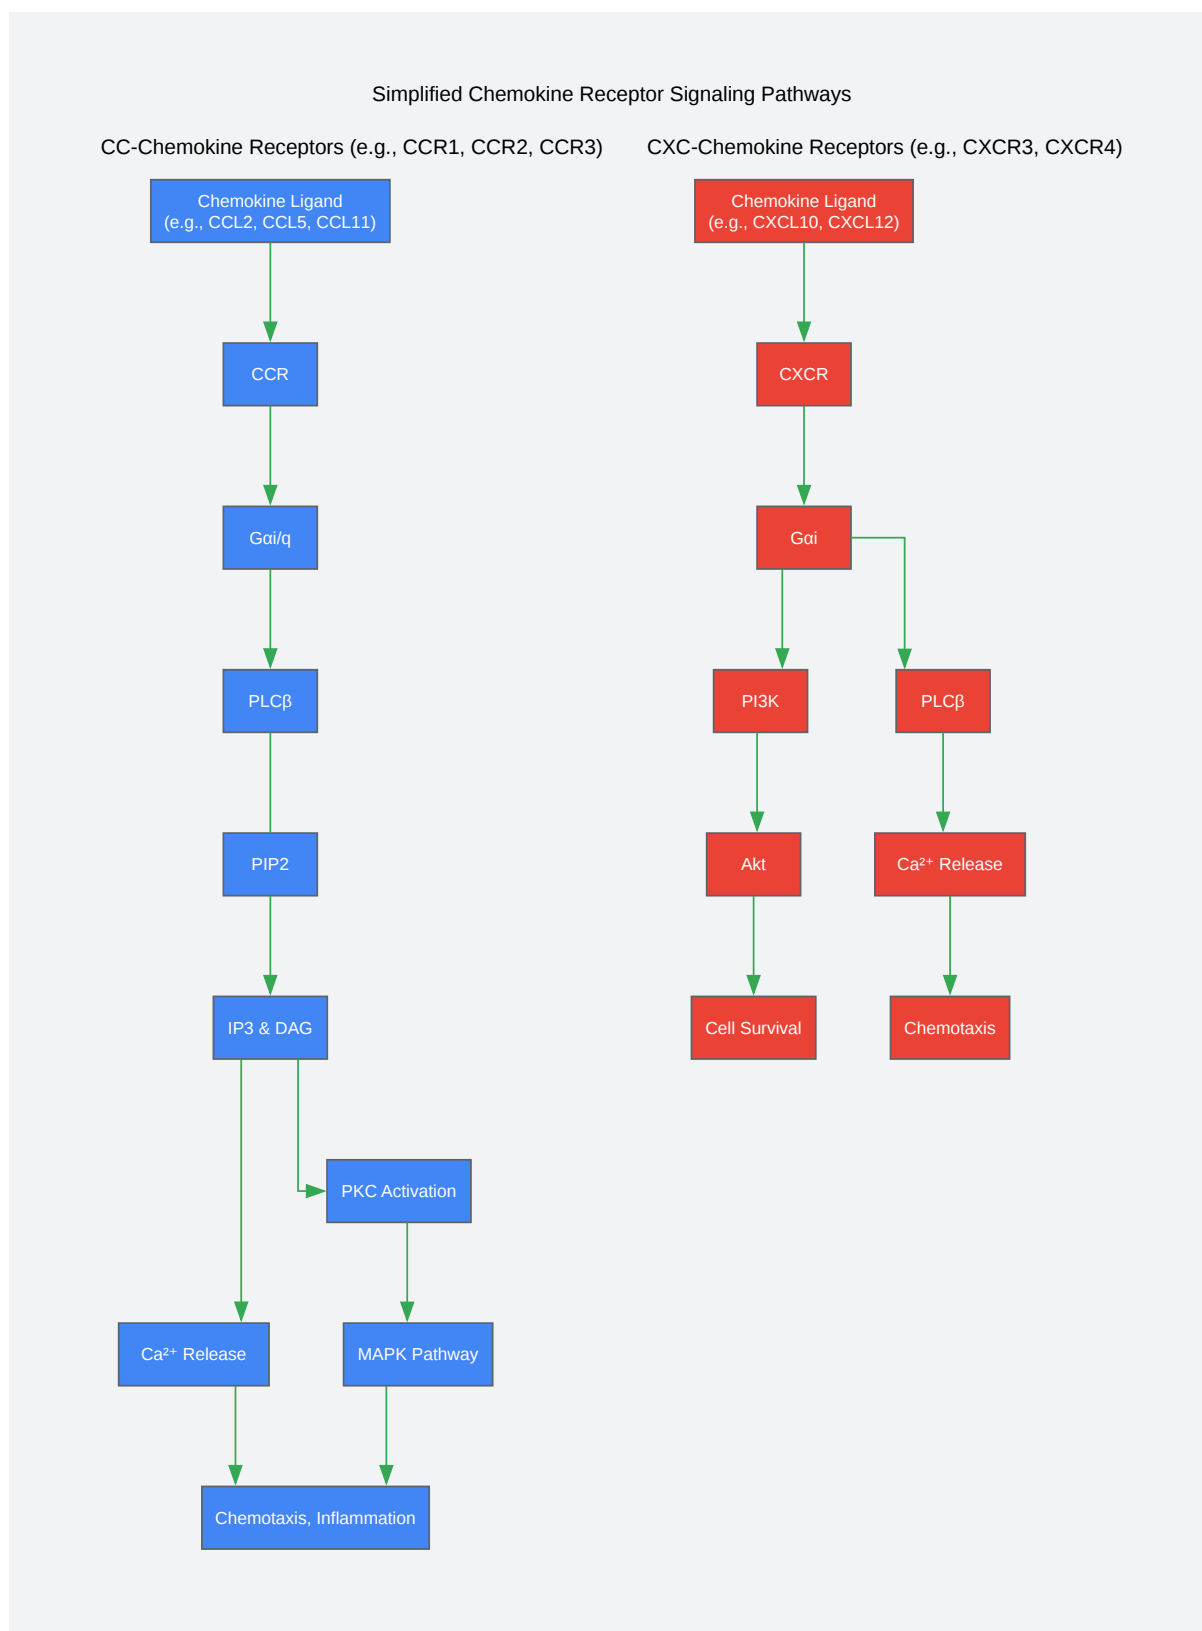 Simplified Chemokine Receptor Signaling Pathways
CC-Chemokine Receptors (e.g., CCR1, CCR2, CCR3)
Chemokine Ligand
(e.g., CCL2, CCL5, CCL11)
CCR
Gαi/q
PLCβ
PIP2
IP3 & DAG
PKC Activation
Ca²⁺ Release
MAPK Pathway
Chemotaxis, Inflammation
CXC-Chemokine Receptors (e.g., CXCR3, CXCR4)
Chemokine Ligand
(e.g., CXCL10, CXCL12)
CXCR
Gαi
PI3K
PLCβ
Akt
Ca²⁺ Release
Cell Survival
Chemotaxis